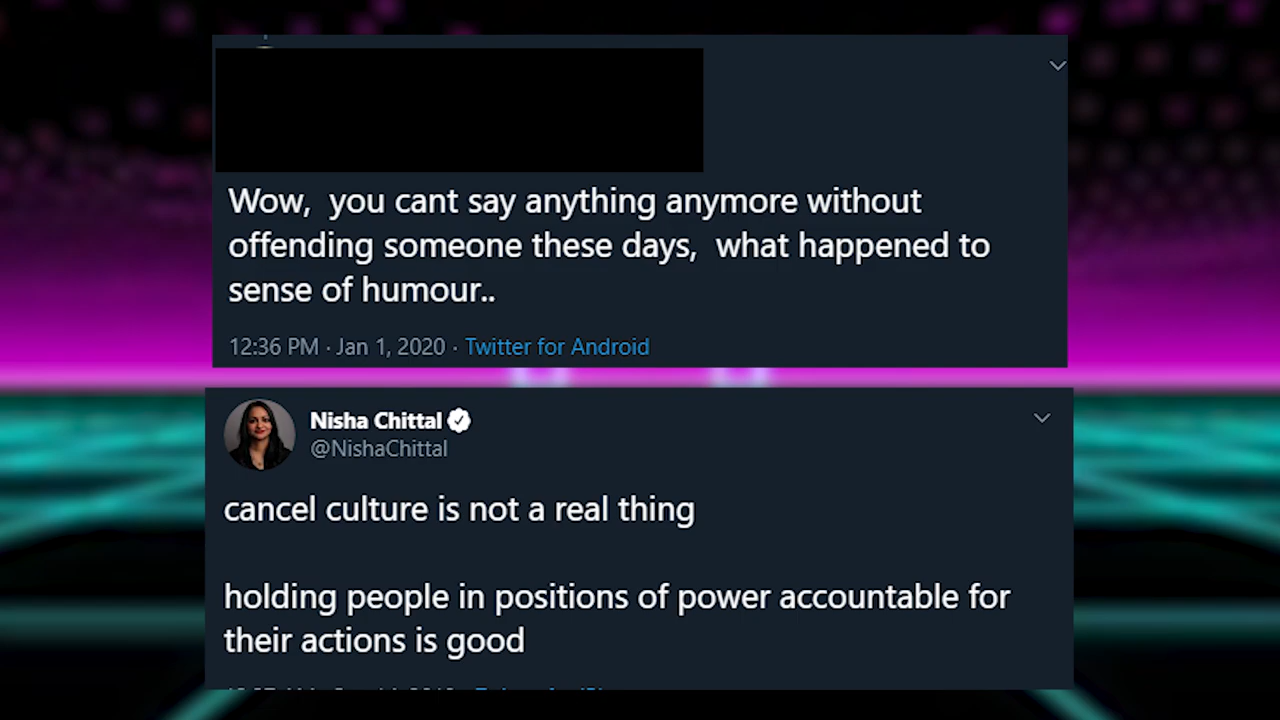 Wow,  you cant say anything anymore without
offending someone these days,  what happened to
sense of humour..
12:36 PM · Jan 1, 2020 · Twitter for Android
Nisha Chittal
@NishaChittal
cancel culture is not a real thing
holding people in positions of power accountable for
their actions is good